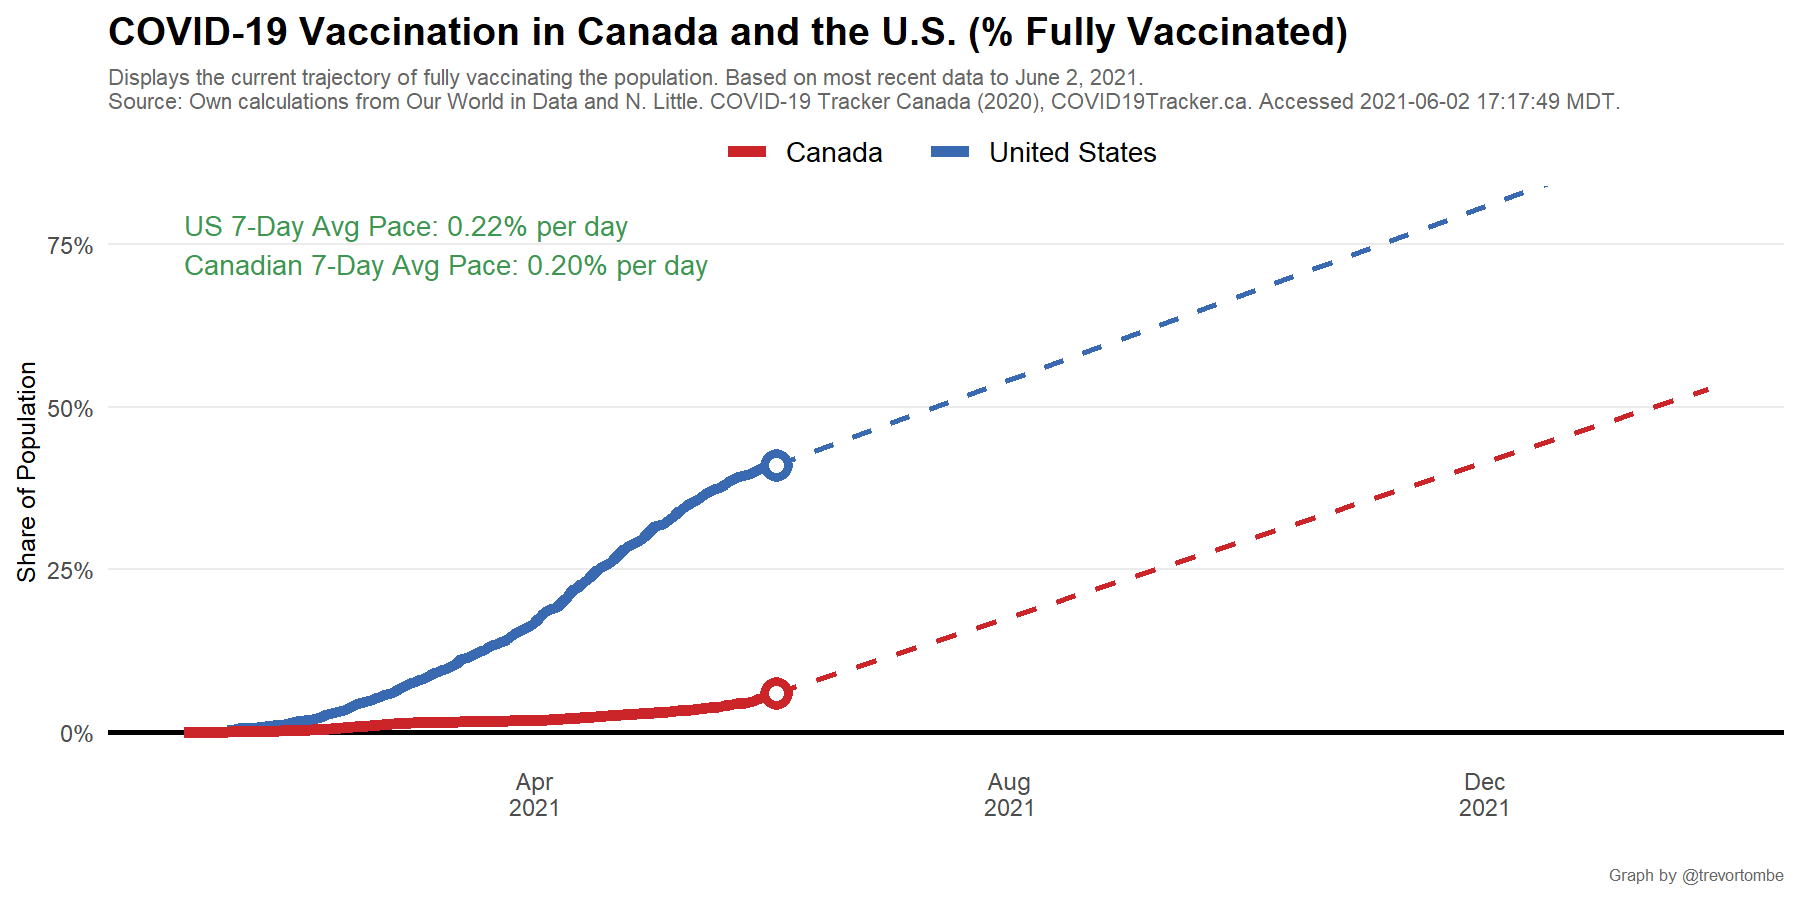 COVID-19 Vaccination in Canada and the U.S. (% Fully Vaccinated)
Displays the current trajectory of fully vaccinating the population. Based on most recent data to June 2, 2021.
Source: Own calculations from Our World in Data and N. Little. COVID-19 Tracker Canada (2020), COVID19Tracker.ca. Accessed 2021-06-02 17:17:49 MDT.
Canada
United States
US 7-Day Avg Pace: 0.22% per day
Canadian 7-Day Avg Pace: 0.20% per day
Share of Population
75%
50%
25%
0%
Apr
2021
Aug
2021
Dec
2021
Graph by @trevortombe